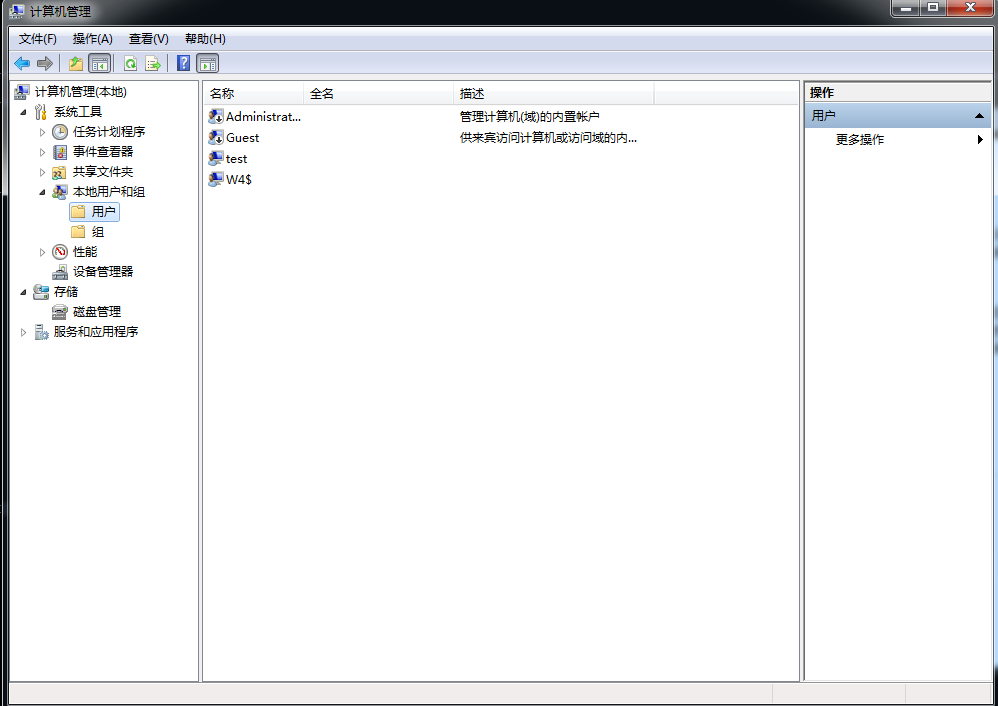 计算机管理
文件(F) 操作(A) 查看(V) 帮助(H)
计算机管理(本地)
系统工具
任务计划程序
事件查看器
共享文件夹
本地用户和组
用户
组
性能
设备管理器
存储
磁盘管理
服务和应用程序
名称 全名 描述
Administrat... 管理计算机(域)的内置帐户
Guest 供来宾访问计算机或访问域的内...
test
W4$
操作
用户
更多操作